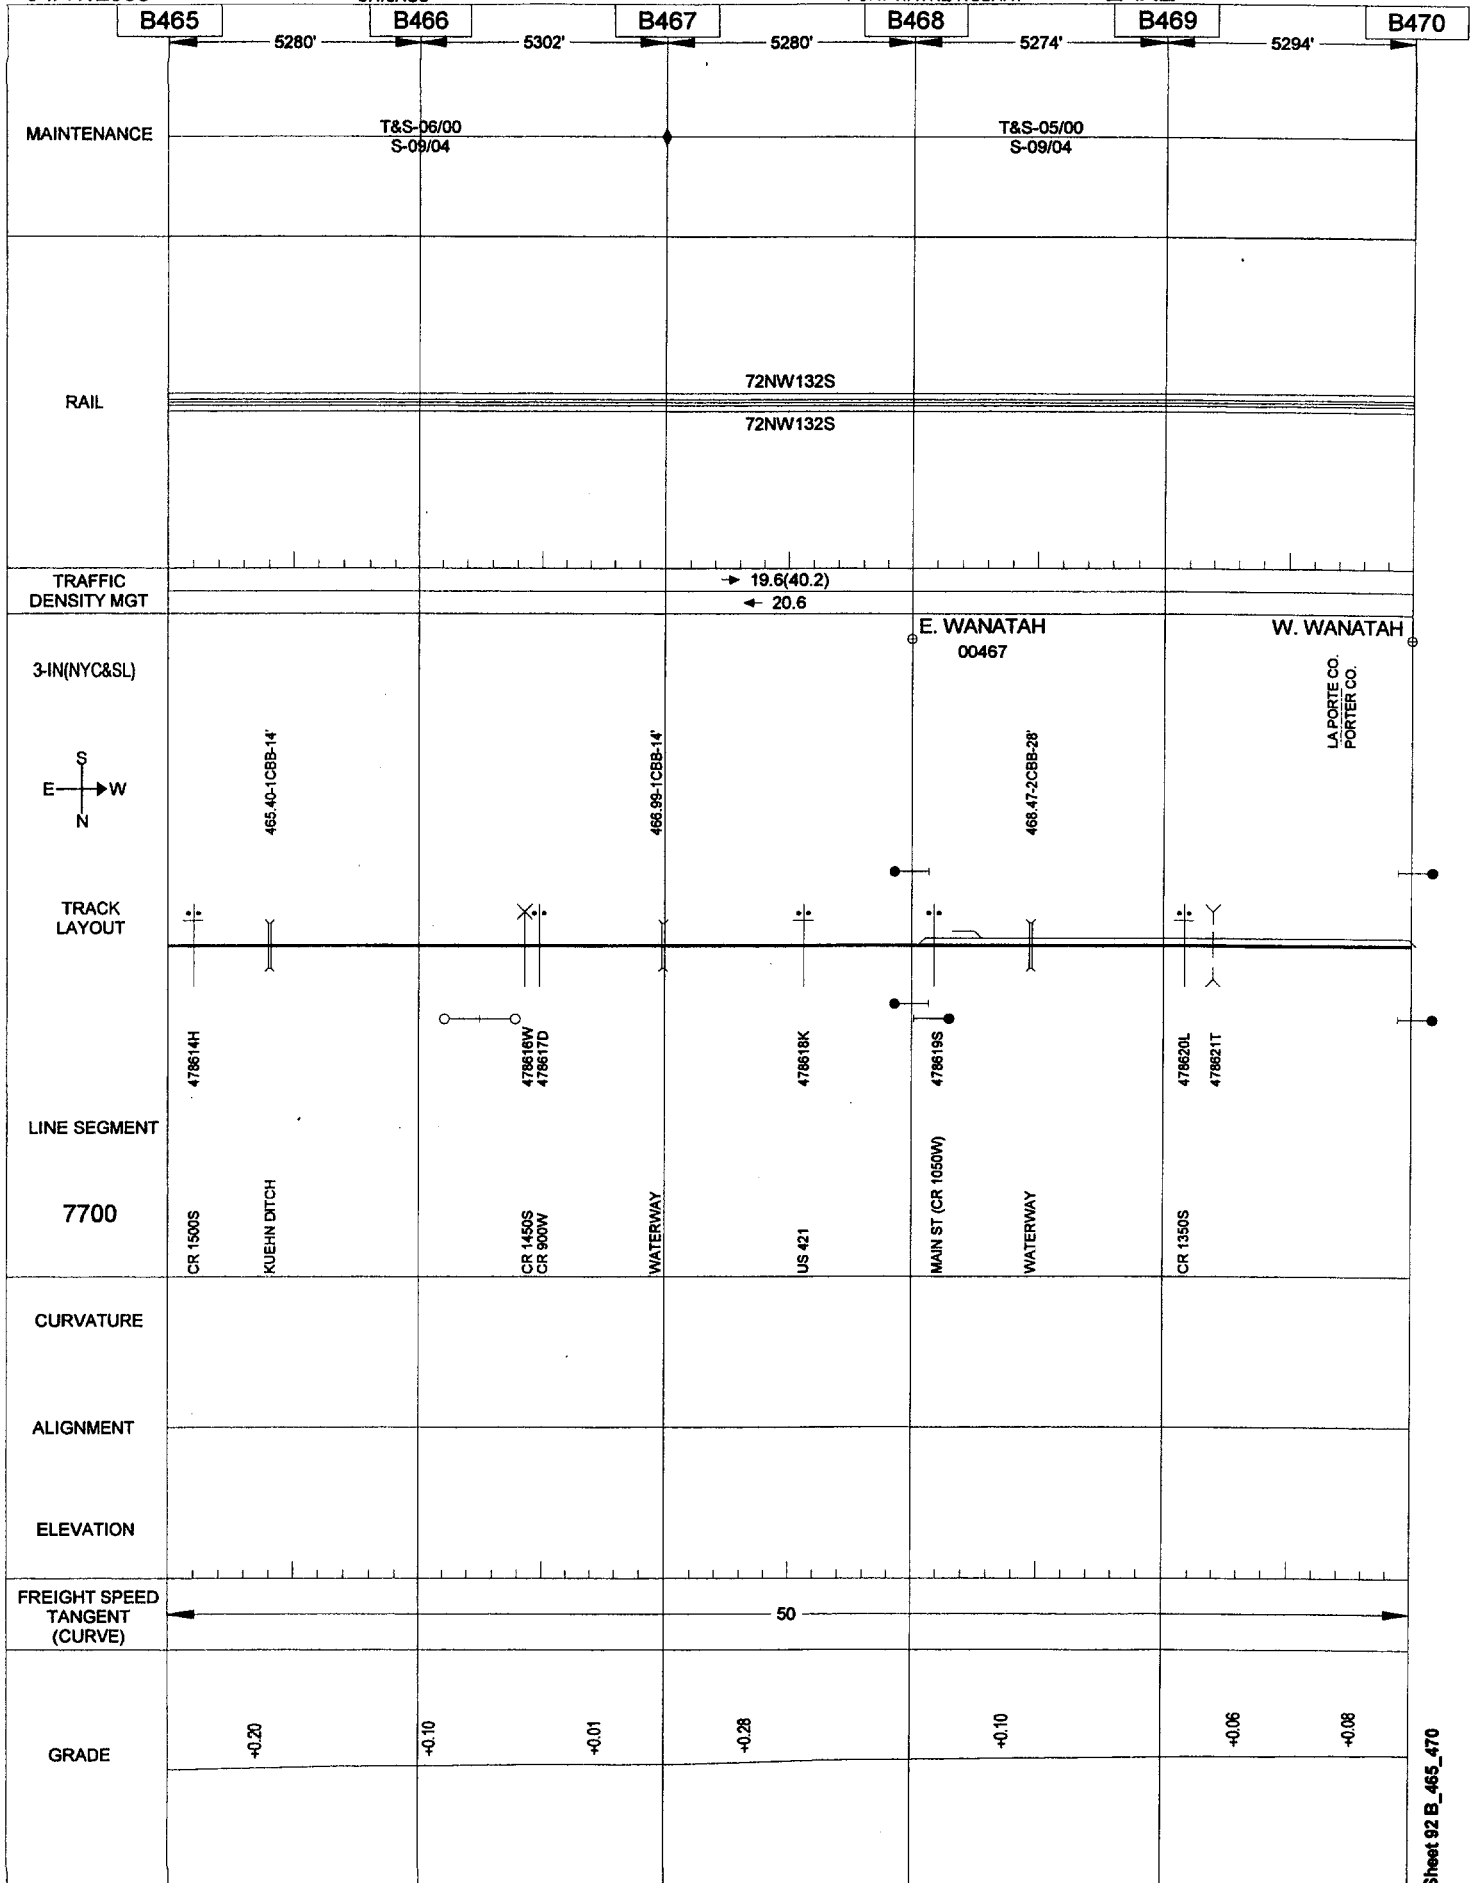 B465 B466 B467 B468 B469 B470
5280' 5302' 5280' 5274' 5294'
MAINTENANCE
T&S-06/00
S-09/04
T&S-05/00
S-09/04
RAIL
72NW132S
72NW132S
TRAFFIC
DENSITY MGT
19.6(40.2)
20.6
3-IN(NYC&SL)
E. WANATAH
00467
W. WANATAH
LA PORTE CO.
PORTER CO.
S
E W
N
465.40-1CBB-14'
466.99-1CBB-14'
468.47-2CBB-28'
TRACK
LAYOUT
478614H
478616W
478617D
478618K
478619S
478620L
478621T
LINE SEGMENT
7700
CR 1500S
KUEHN DITCH
CR 1450S
CR 900W
WATERWAY
US 421
MAIN ST (CR 1050W)
WATERWAY
CR 1350S
CURVATURE
ALIGNMENT
ELEVATION
FREIGHT SPEED
TANGENT
(CURVE)
50
GRADE
+0.20
+0.10
+0.01
+0.28
+0.10
+0.06
+0.08
Sheet 92 B_465_470